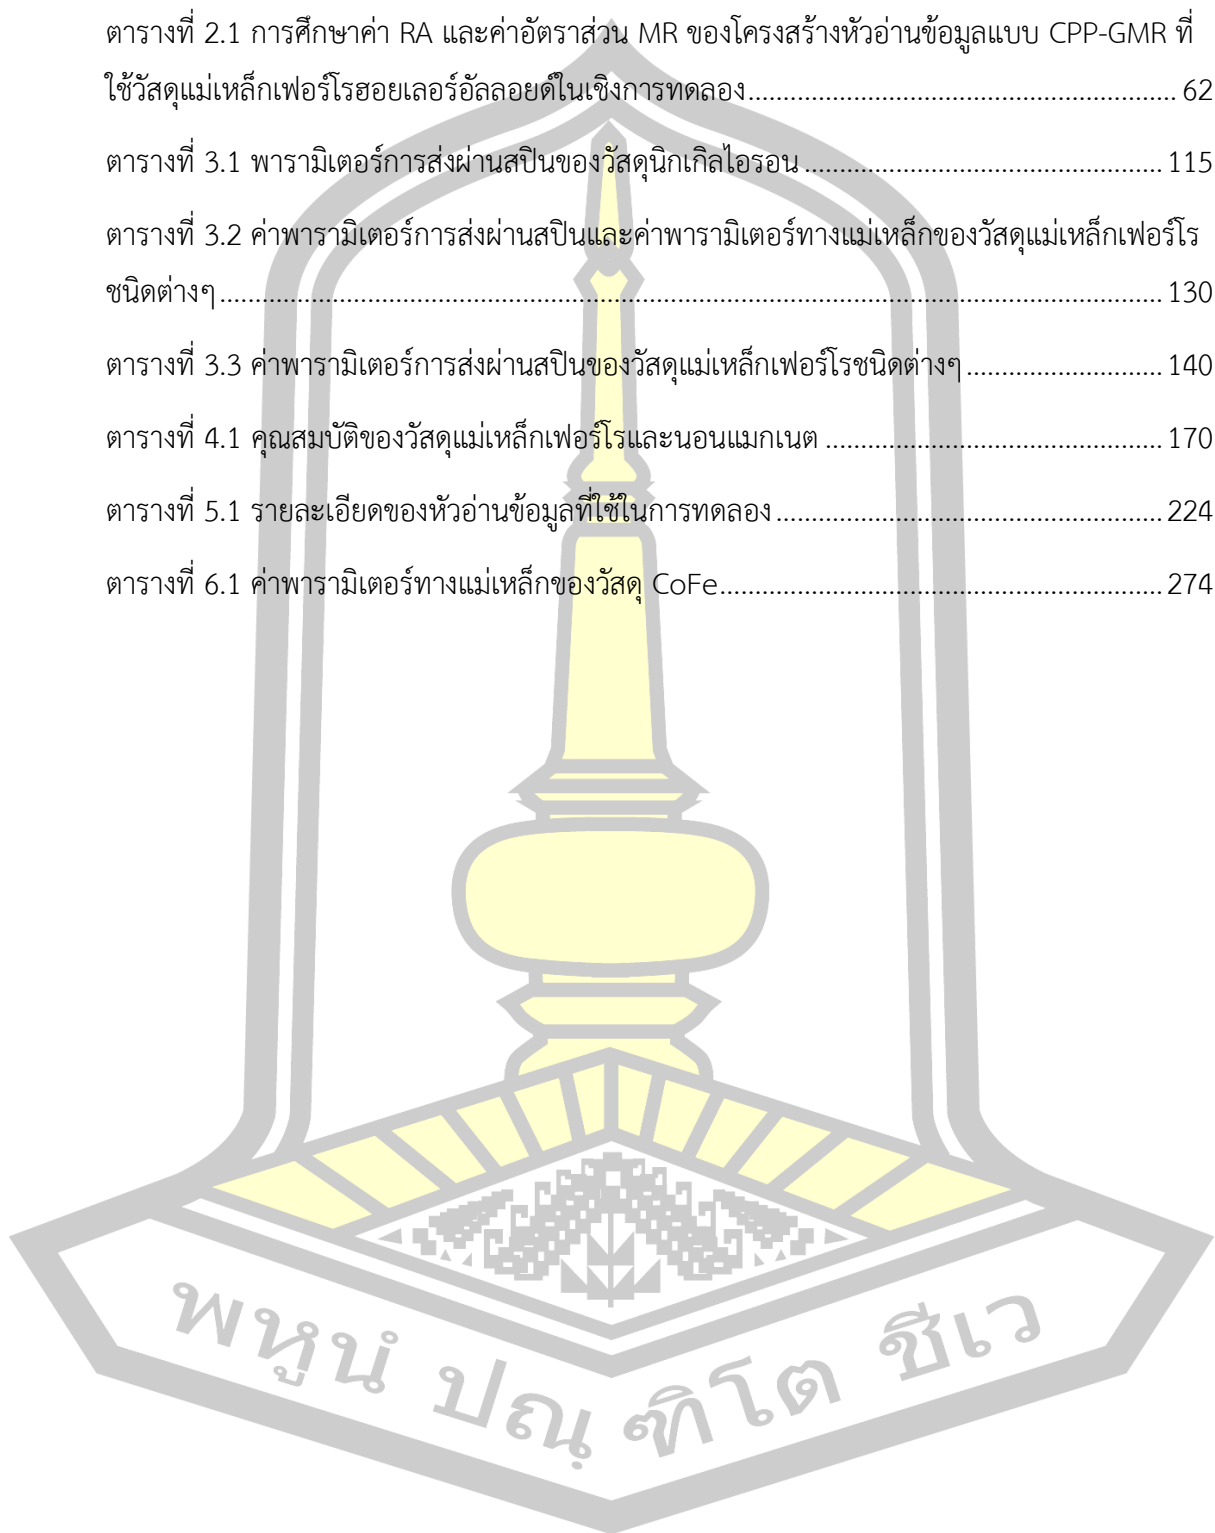 ตารางที่ 2.1 การศึกษาค่า RA และค่าอัตราส่วน MR ของโครงสร้างหัวอ่านข้อมูลแบบ CPP-GMR ที่
ใช้วัสดุแม่เหล็กเฟอร์โรฮอยเลอร์อัลลอยด์ในเชิงการทดลอง.............................................................. 62
ตารางที่ 3.1 พารามิเตอร์การส่งผ่านสปินของวัสดุนิกเกิลไอรอน .................................................... 115
ตารางที่ 3.2 ค่าพารามิเตอร์การส่งผ่านสปินและค่าพารามิเตอร์ทางแม่เหล็กของวัสดุแม่เหล็กเฟอร์โร
ชนิดต่างๆ ...................................................................................................................................... 130
ตารางที่ 3.3 ค่าพารามิเตอร์การส่งผ่านสปินของวัสดุแม่เหล็กเฟอร์โรชนิดต่างๆ ............................ 140
ตารางที่ 4.1 คุณสมบัติของวัสดุแม่เหล็กเฟอร์โรและนอนแมกเนต ................................................ 170
ตารางที่ 5.1 รายละเอียดของหัวอ่านข้อมูลที่ใช้ในการทดลอง ....................................................... 224
ตารางที่ 6.1 ค่าพารามิเตอร์ทางแม่เหล็กของวัสดุ CoFe............................................................... 274
พหูนํ ปณฺฑิโต ชีเว